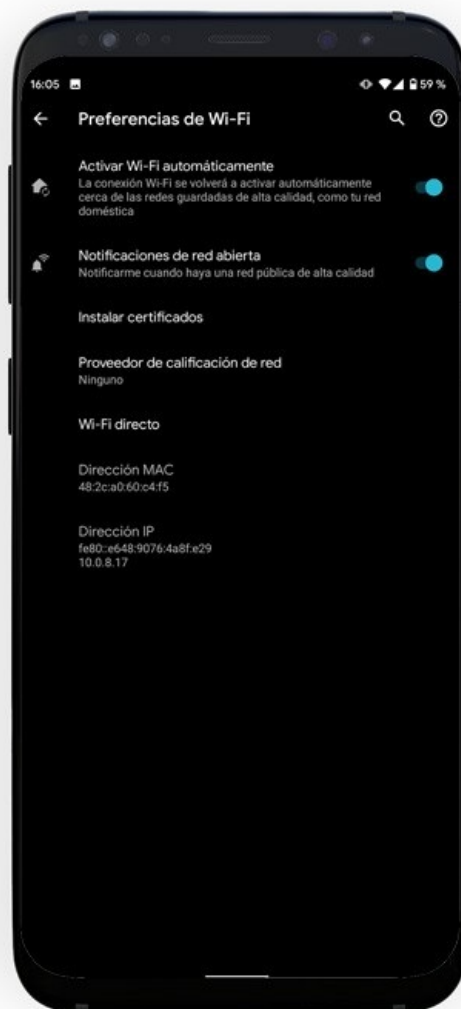 16:05
59 %
Preferencias de Wi-Fi
Activar Wi-Fi automáticamente
La conexión Wi-Fi se volverá a activar automáticamente
cerca de las redes guardadas de alta calidad, como tu red
doméstica
Notificaciones de red abierta
Notificarme cuando haya una red pública de alta calidad
Instalar certificados
Proveedor de calificación de red
Ninguno
Wi-Fi directo
Dirección MAC
48:2c:a0:60:c4:f5
Dirección IP
fe80::e648:9076:4a8f:e29
10.0.8.17